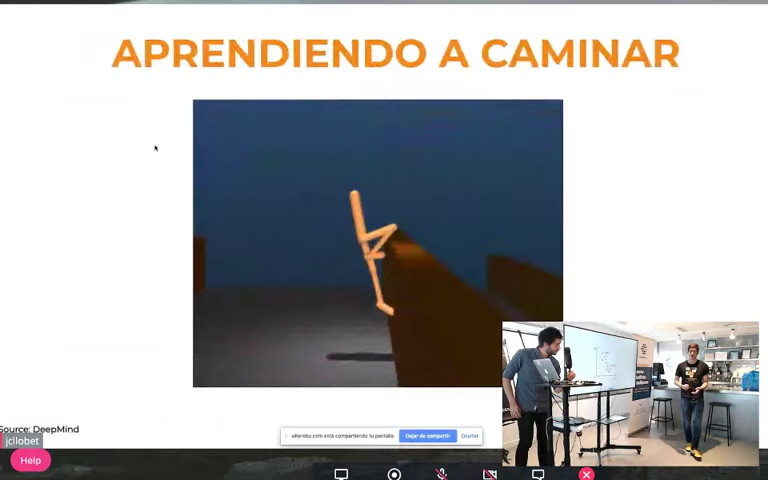 APRENDIENDO A CAMINAR
Source: DeepMind
jcllobet
Help
whereby.com está compartiendo tu pantalla.
Dejar de compartir
Ocultar